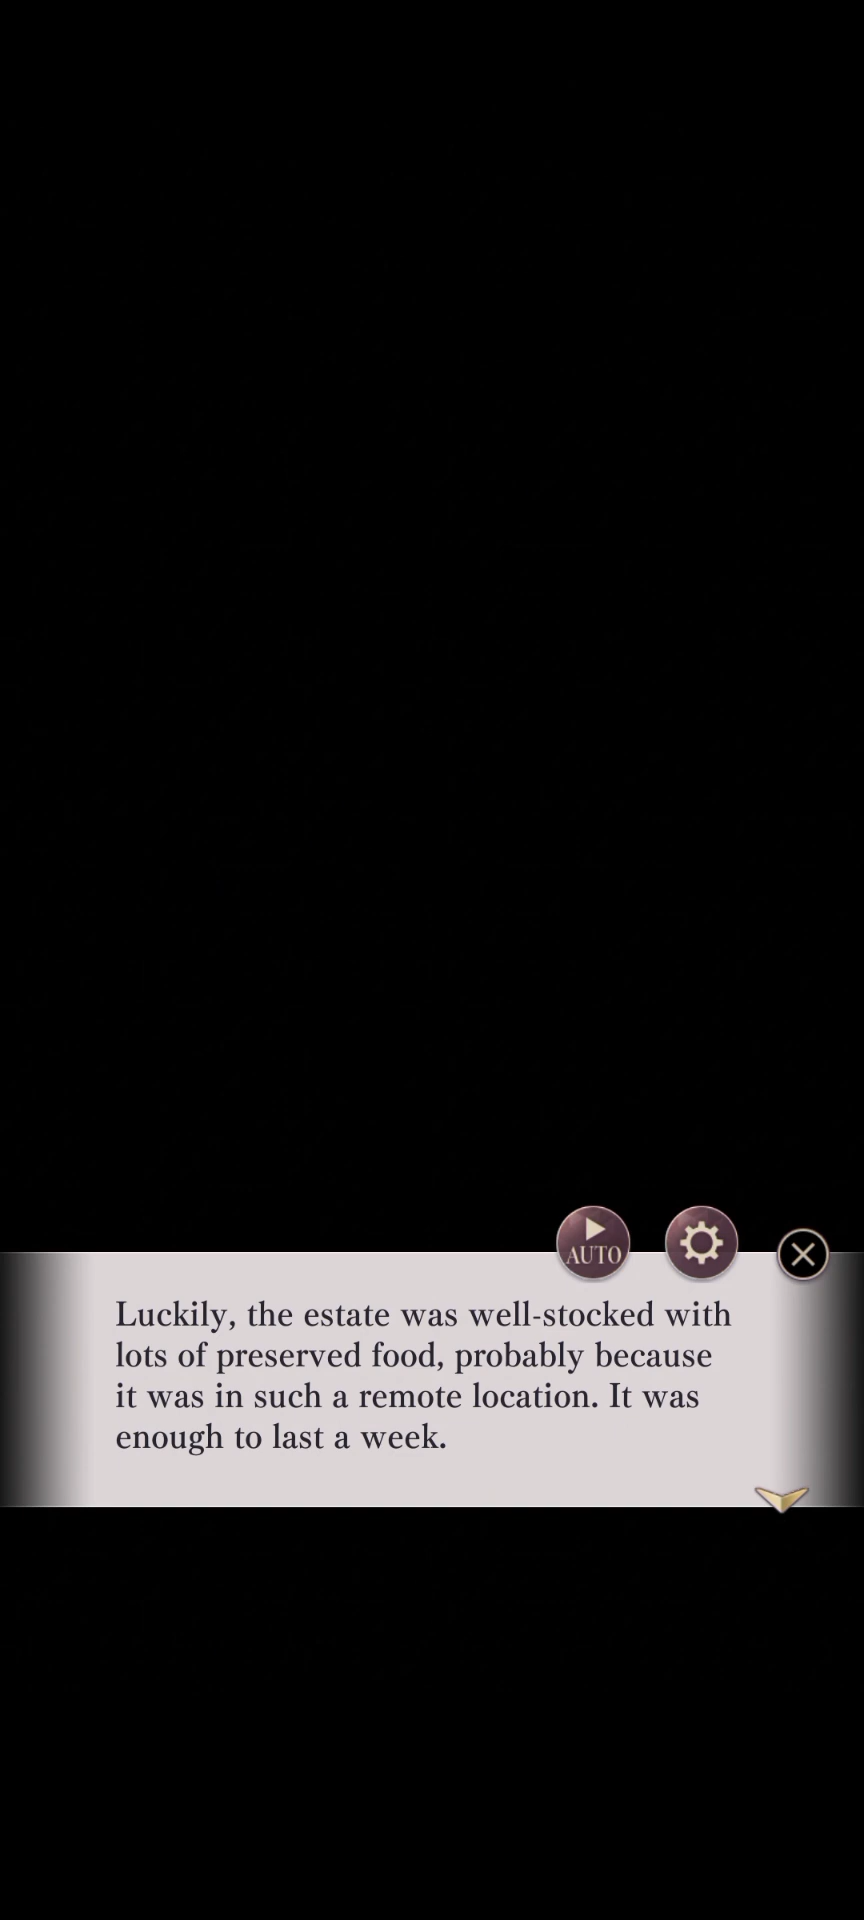 AUTO
Luckily, the estate was well-stocked with
lots of preserved food, probably because
it was in such a remote location. It was
enough to last a week.